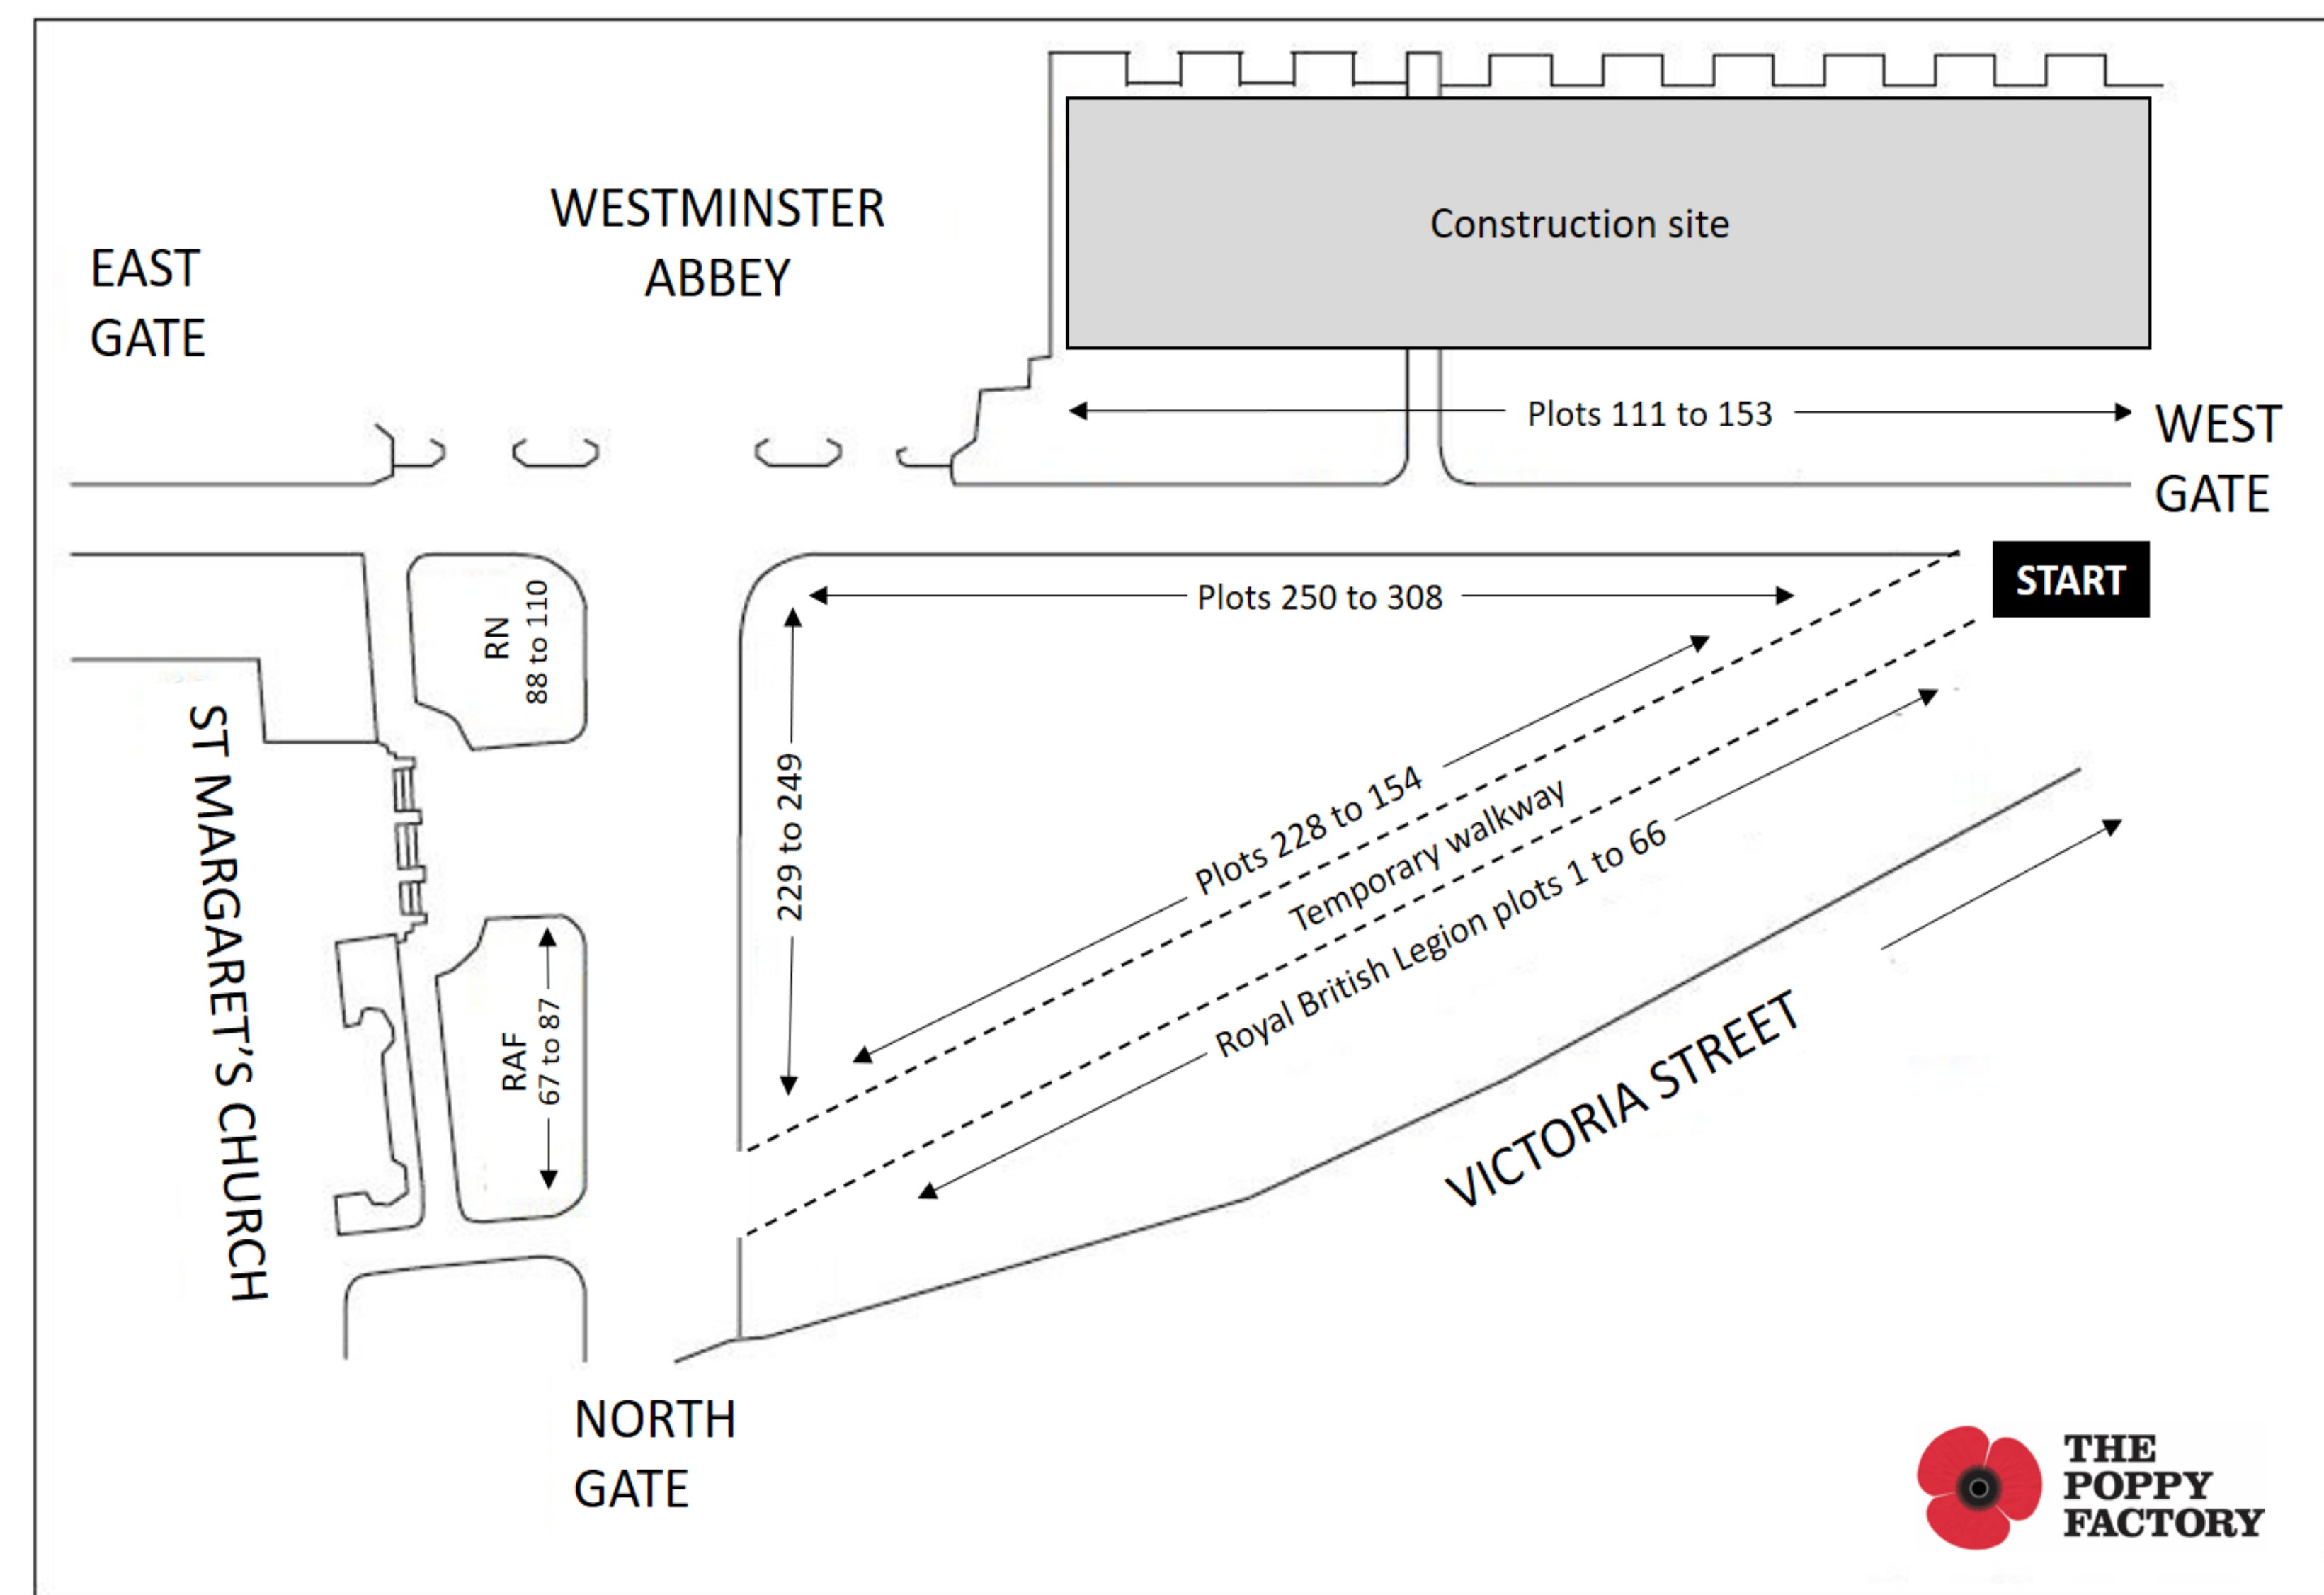 WESTMINSTER
ABBEY
Construction site
EAST
GATE
Plots 111 to 153
WEST
GATE
START
Plots 250 to 308
RN
88 to 110
229 to 249
Plots 228 to 154
Temporary walkway
Royal British Legion plots 1 to 66
ST MARGARET'S CHURCH
RAF
67 to 87
VICTORIA STREET
NORTH
GATE
THE
POPPY
FACTORY